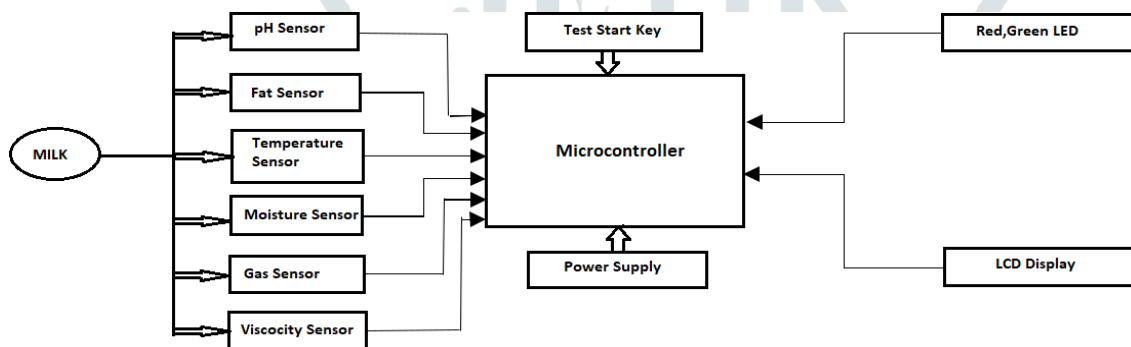 pH Sensor
Test Start Key
Red,Green LED
Fat Sensor
Temperature
Sensor
MILK
Microcontroller
Moisture Sensor
Gas Sensor
Power Supply
LCD Display
Viscocity Sensor